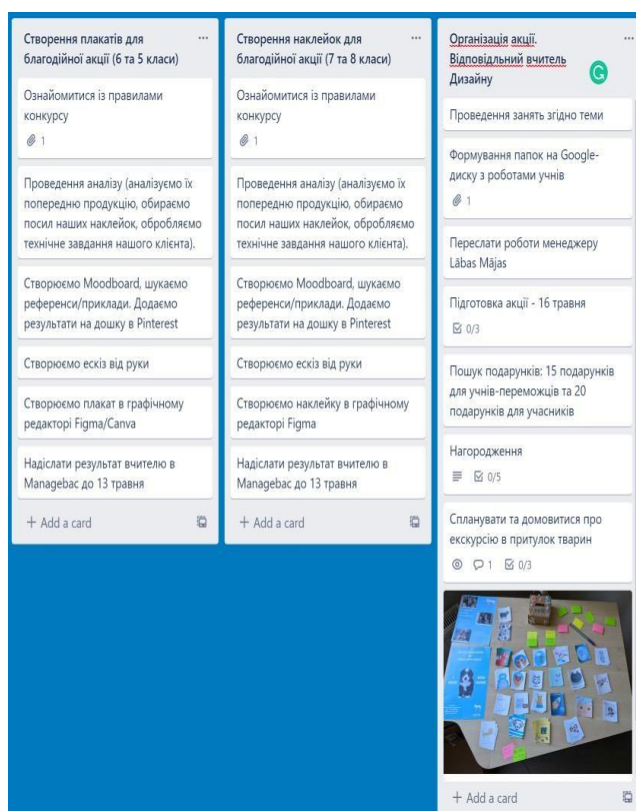 Створення плакатів для
благодійної акції (6 та 5 класи)
Ознайомитися із правилами
конкурсу
1
Проведення аналізу (аналізуємо їх
попередню продукцію, обираємо
посил наших наклейок, обробляємо
технічне завдання нашого клієнта).
Створюємо Moodboard, шукаємо
референси/приклади. Додаємо
результати на дошку в Pinterest
Створюємо ескіз від руки
Створюємо плакат в графічному
редакторі Figma/Canva
Надіслати результат вчителю в
Managebac до 13 травня
+ Add a card
Створення наклейок для
благодійної акції (7 та 8 класи)
Ознайомитися із правилами
конкурсу
1
Проведення аналізу (аналізуємо їх
попередню продукцію, обираємо
посил наших наклейок, обробляємо
технічне завдання нашого клієнта).
Створюємо Moodboard, шукаємо
референси/приклади. Додаємо
результати на дошку в Pinterest
Створюємо ескіз від руки
Створюємо наклейку в графічному
редакторі Figma
Надіслати результат вчителю в
Managebac до 13 травня
+ Add a card
Організація акції.
Відповідільний вчитель
Дизайну
Проведення занять згідно теми
Формування папок на Google-
диску з роботами учнів
1
Переслати роботи менеджеру
Lābas Mājas
Підготовка акції - 16 травня
0/3
Пошук подарунків: 15 подарунків
для учнів-переможців та 20
подарунків для учасників
Нагородження
0/5
Спланувати та домовитися про
екскурсію в притулок тварин
1 0/3
+ Add a card